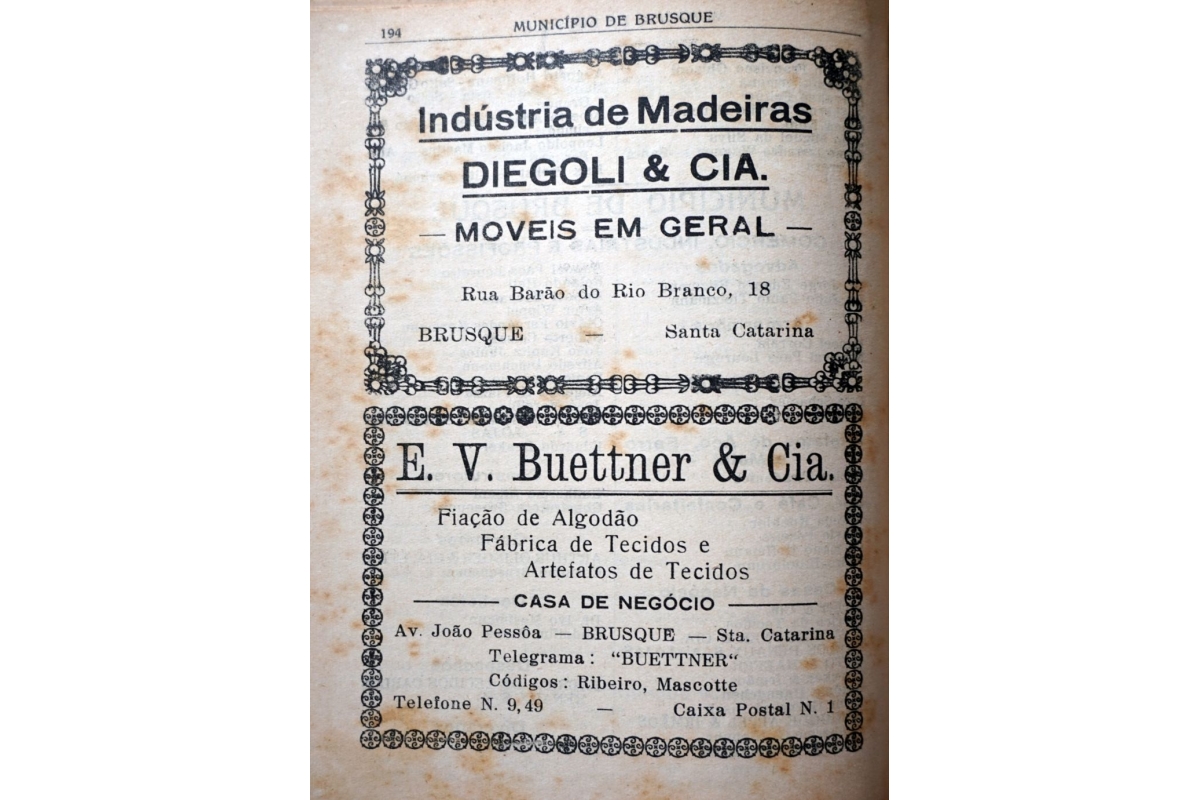 194 MUNICÍPIO DE BRUSQUE
Indústria de Madeiras
DIEGOLI & CIA.
— MOVEIS EM GERAL —
Rua Barão do Rio Branco, 18
BRUSQUE — Santa Catarina
E. V. Buettner & Cia.
Fiação de Algodão
Fábrica de Tecidos e
Artefatos de Tecidos
CASA DE NEGÓCIO
Av. João Pessôa — BRUSQUE — Sta. Catarina
Telegrama: "BUETTNER"
Códigos: Ribeiro, Mascotte
Telefone N. 9,49 — Caixa Postal N. 1